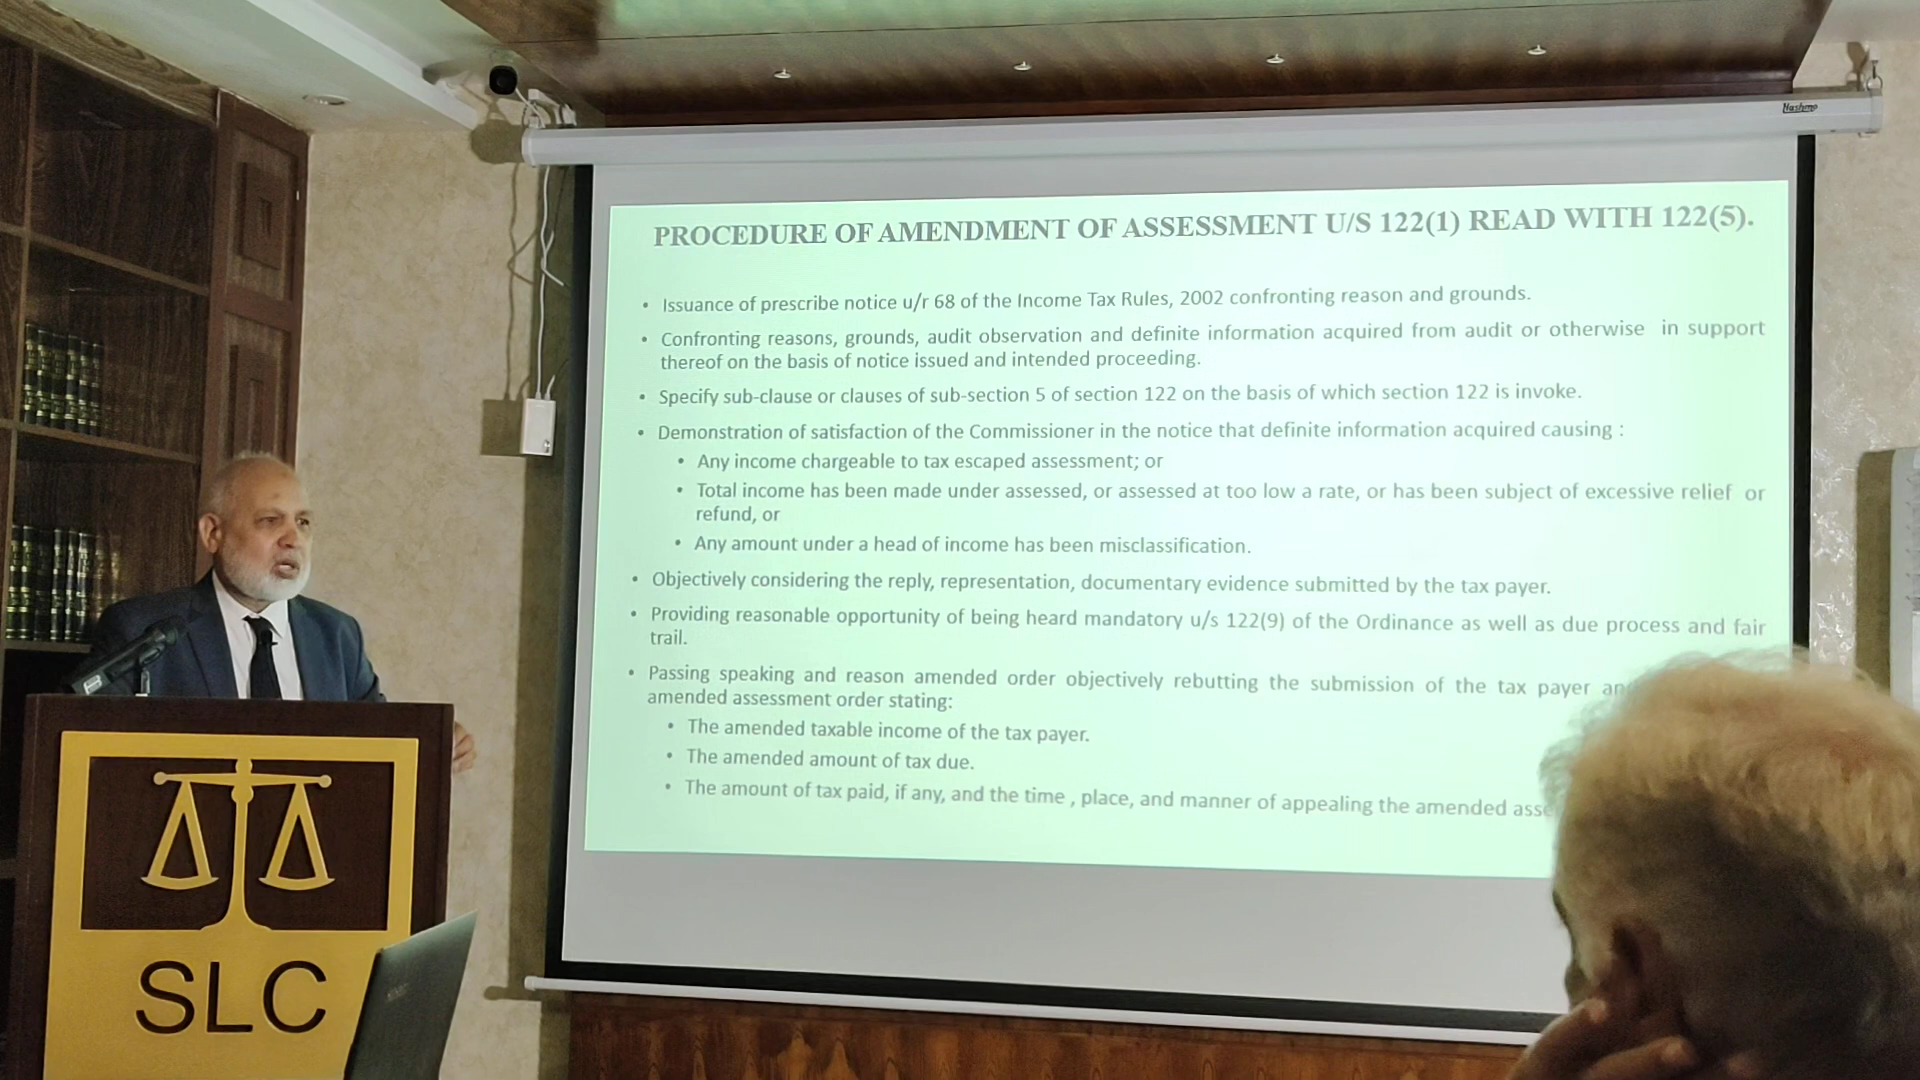 Nashmo
PROCEDURE OF AMENDMENT OF ASSESSMENT U/S 122(1) READ WITH 122(5).
• Issuance of prescribe notice u/r 68 of the Income Tax Rules, 2002 confronting reason and grounds.
• Confronting reasons, grounds, audit observation and definite information acquired from audit or otherwise in support
thereof on the basis of notice issued and intended proceeding.
• Specify sub-clause or clauses of sub-section 5 of section 122 on the basis of which section 122 is invoke.
• Demonstration of satisfaction of the Commissioner in the notice that definite information acquired causing :
• Any income chargeable to tax escaped assessment; or
• Total income has been made under assessed, or assessed at too low a rate, or has been subject of excessive relief or
refund, or
• Any amount under a head of income has been misclassification.
• Objectively considering the reply, representation, documentary evidence submitted by the tax payer.
• Providing reasonable opportunity of being heard mandatory u/s 122(9) of the Ordinance as well as due process and fair
trail.
• Passing speaking and reason amended order objectively rebutting the submission of the tax payer
amended assessment order stating:
• The amended taxable income of the tax payer.
• The amended amount of tax due.
• The amount of tax paid, if any, and the time , place, and manner of appealing the amended
SLC